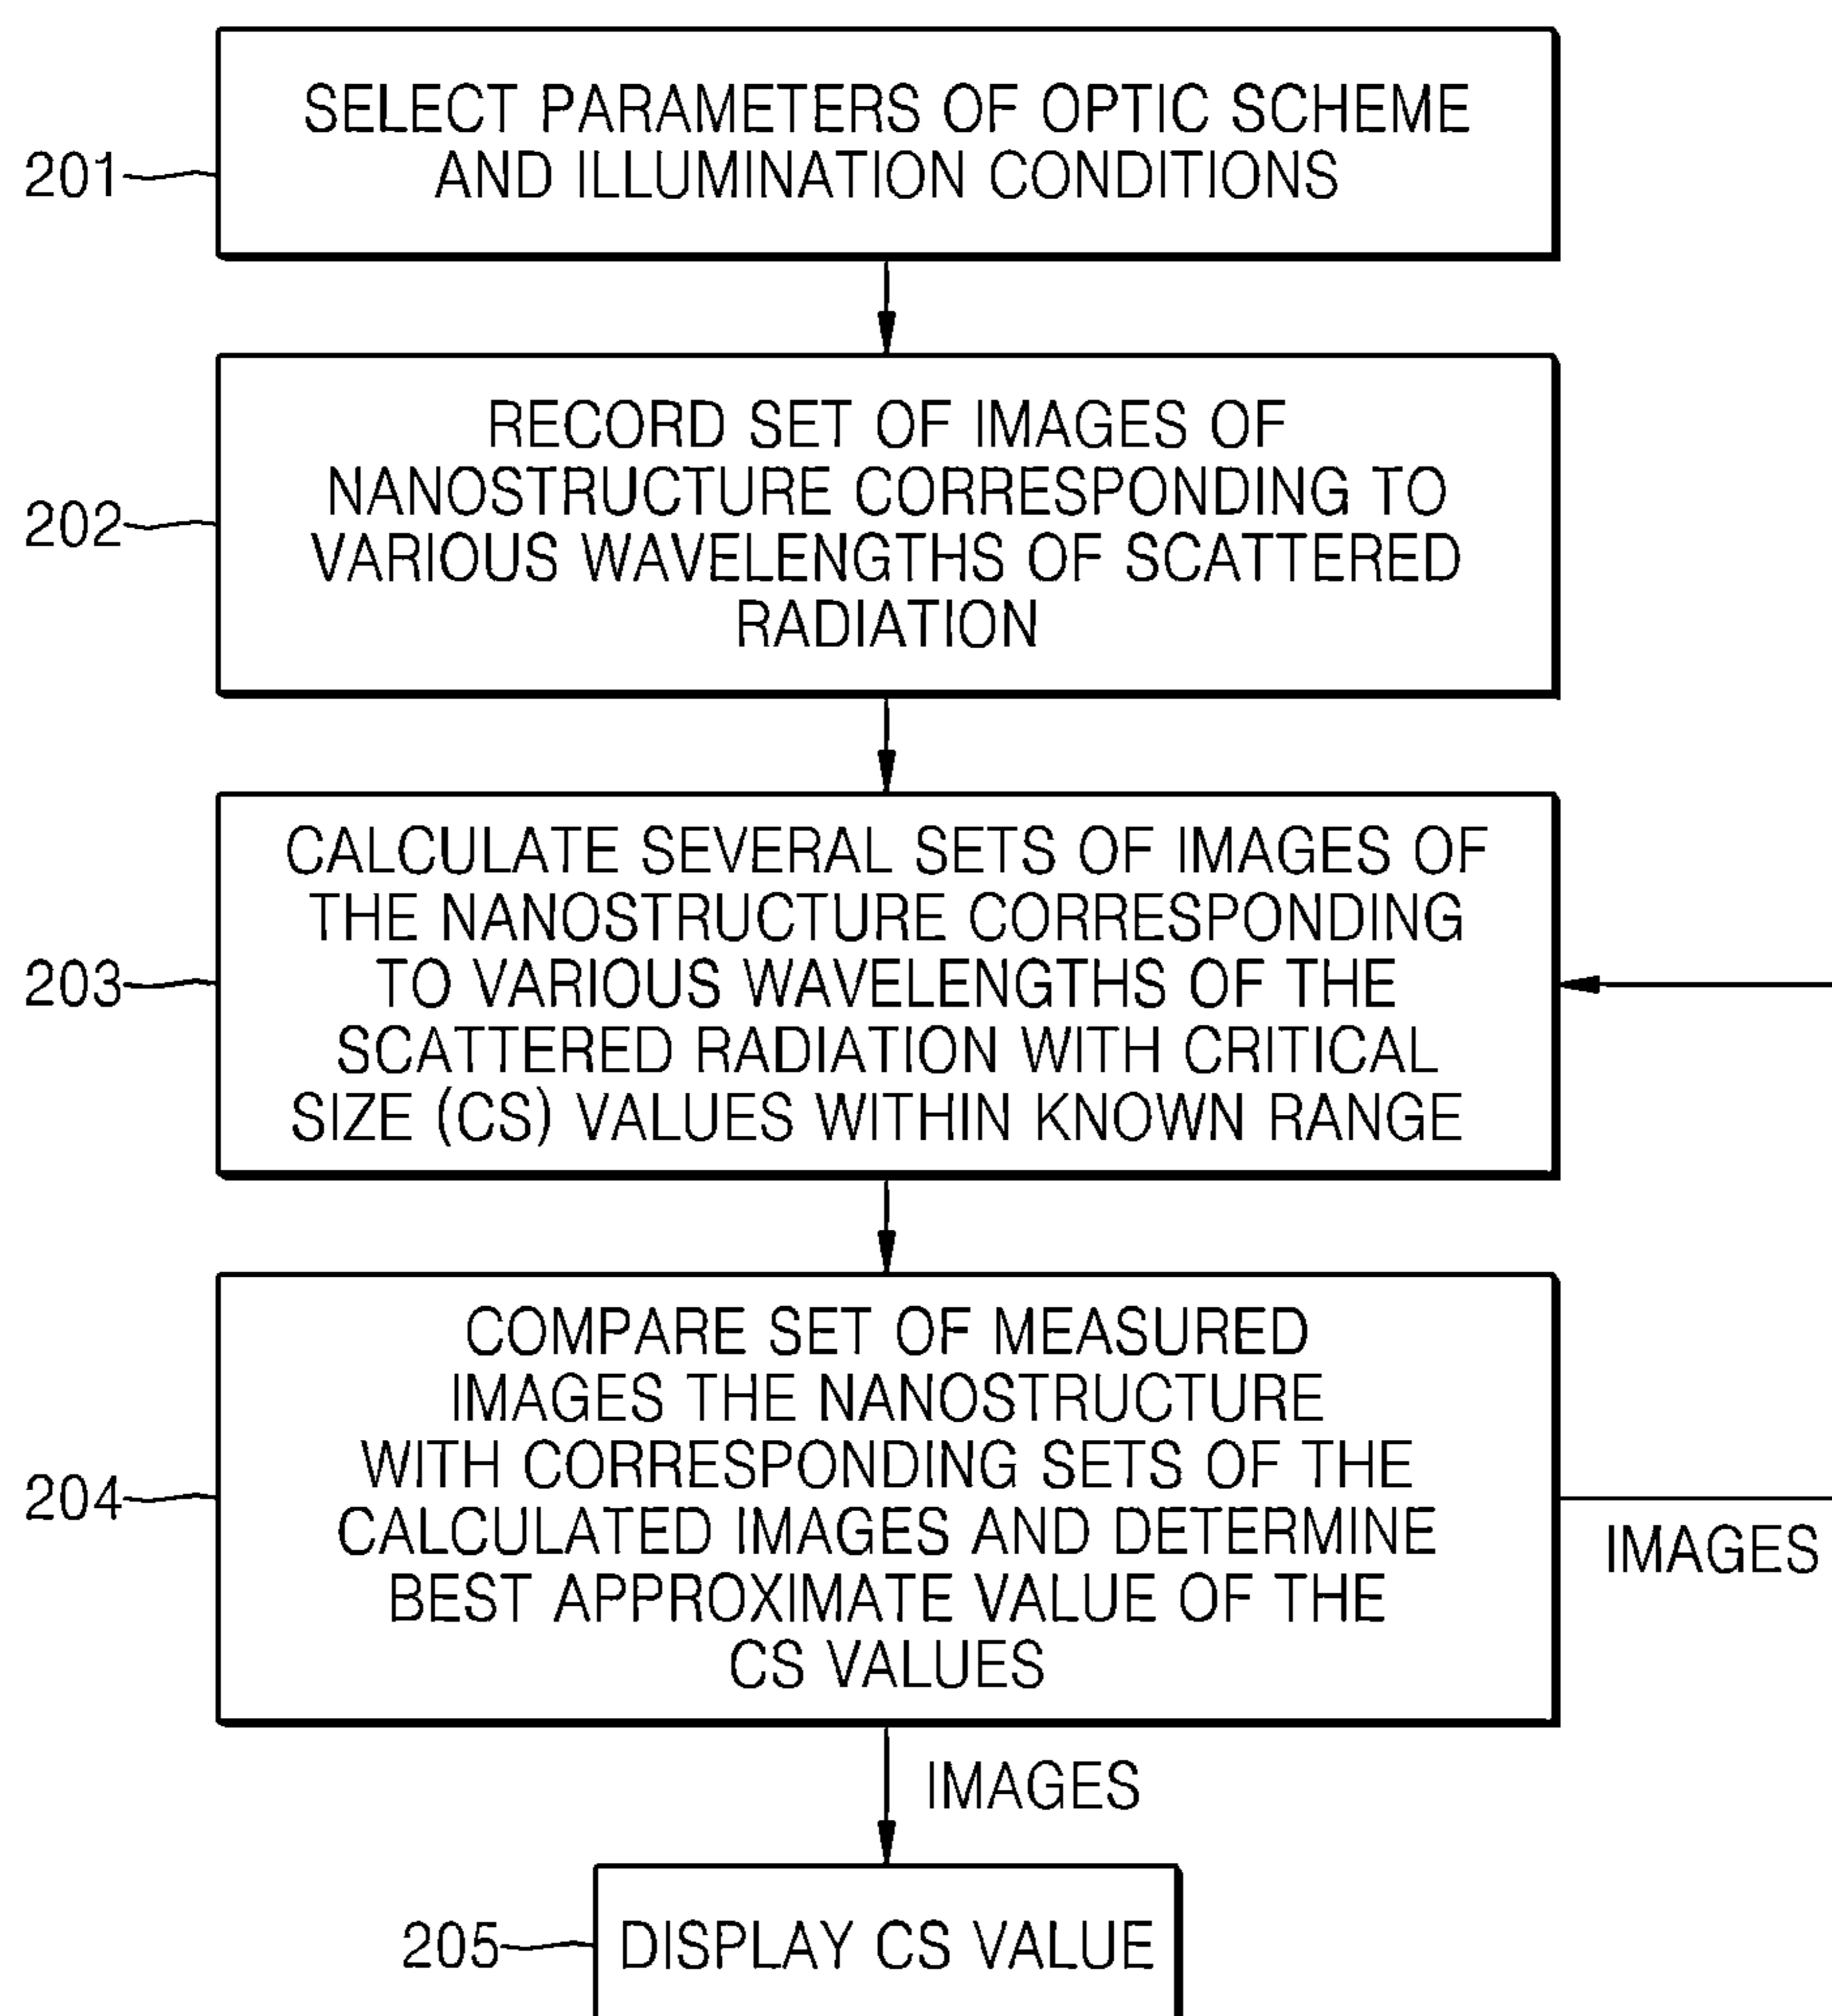 SELECT PARAMETERS OF OPTIC SCHEME
AND ILLUMINATION CONDITIONS
201
RECORD SET OF IMAGES OF
NANOSTRUCTURE CORRESPONDING TO
VARIOUS WAVELENGTHS OF SCATTERED
RADIATION
202
CALCULATE SEVERAL SETS OF IMAGES OF
THE NANOSTRUCTURE CORRESPONDING
TO VARIOUS WAVELENGTHS OF THE
SCATTERED RADIATION WITH CRITICAL
SIZE (CS) VALUES WITHIN KNOWN RANGE
203
COMPARE SET OF MEASURED
IMAGES THE NANOSTRUCTURE
WITH CORRESPONDING SETS OF THE
CALCULATED IMAGES AND DETERMINE
BEST APPROXIMATE VALUE OF THE
CS VALUES
204
IMAGES
IMAGES
205
DISPLAY CS VALUE